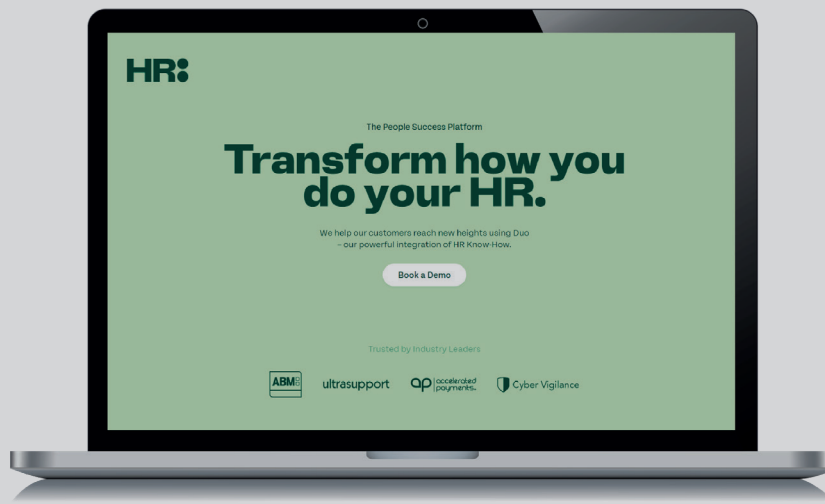 HR:
The People Success Platform
Transform how you
do your HR.
We help our customers reach new heights using Duo
– our powerful integration of HR Know-How.
Book a Demo
Trusted by Industry Leaders
ABM
ultrasupport
ap accelerated
payments
Cyber Vigilance